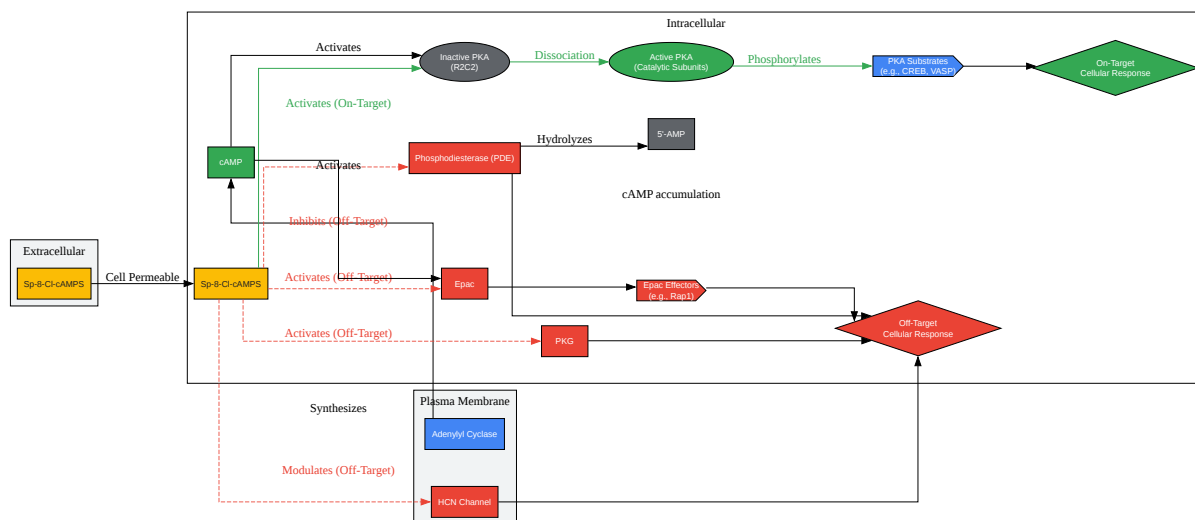 Intracellular
Activates
Inactive PKA
(R2C2)
Dissociation
Active PKA
(Catalytic Subunits)
Phosphorylates
PKA Substrates
(e.g., CREB, VASP)
On-Target
Cellular Response
Activates (On-Target)
cAMP
Activates
Phosphodiesterase (PDE)
Hydrolyzes
5'-AMP
cAMP accumulation
Inhibits (Off-Target)
Extracellular
Sp-8-Cl-cAMPS
Cell Permeable
Sp-8-Cl-cAMPS
Activates (Off-Target)
Epac
Epac Effectors
(e.g., Rap1)
Off-Target
Cellular Response
Activates (Off-Target)
PKG
Synthesizes
Plasma Membrane
Adenylyl Cyclase
Modulates (Off-Target)
HCN Channel